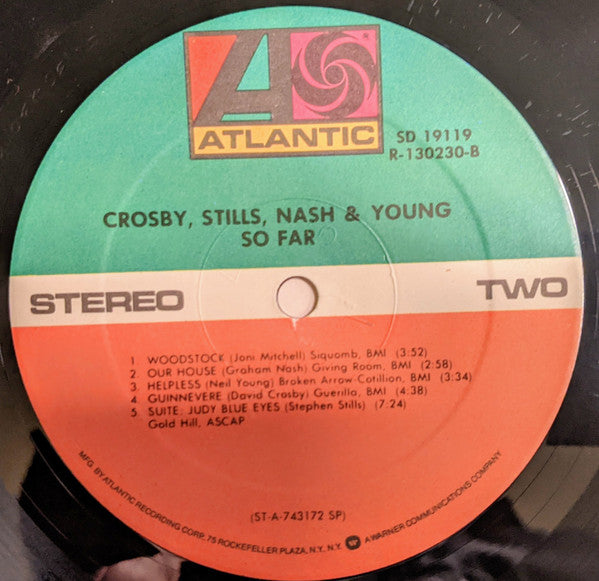 ATLANTIC
SD 19119
R-130230-B
CROSBY, STILLS, NASH & YOUNG
SO FAR
STEREO
TWO
1. WOODSTOCK (Joni Mitchell) Siquomb, BMI (3:52)
2. OUR HOUSE (Graham Nash) Giving Room, BMI (2:58)
3. HELPLESS (Neil Young) Broken Arrow-Cotillion, BMI (3:34)
4. GUINNEVERE (David Crosby) Guerilla, BMI (4:38)
5. SUITE: JUDY BLUE EYES (Stephen Stills) (7:24)
Gold Hill, ASCAP
(ST-A-743172 SP)
MFG. BY ATLANTIC RECORDING CORP. 75 ROCKEFELLER PLAZA, N.Y. N.Y. W A WARNER COMMUNICATIONS COMPANY